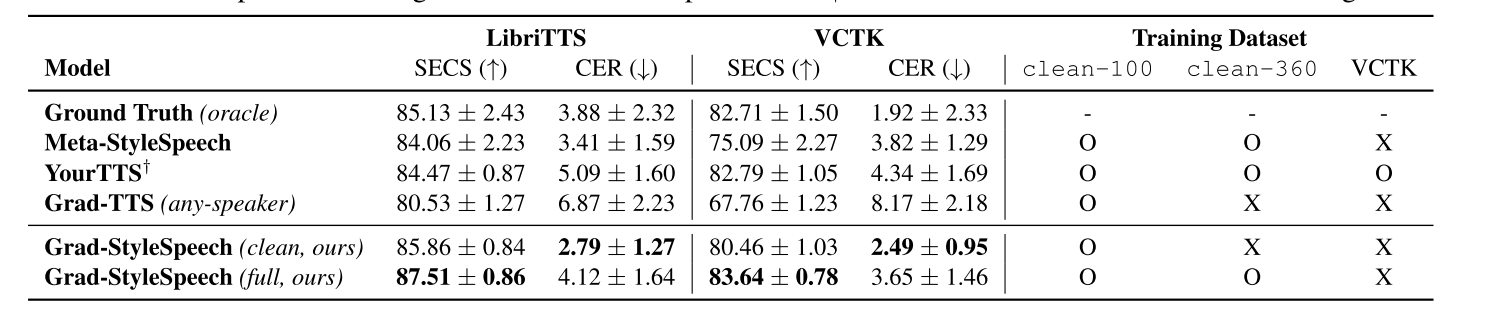 LibriTTS VCTK Training Dataset
Model SECS (↑) CER (↓) SECS (↑) CER (↓) clean-100 clean-360 VCTK
Ground Truth (oracle) 85.13 ± 2.43 3.88 ± 2.32 82.71 ± 1.50 1.92 ± 2.33 - - -
Meta-StyleSpeech 84.06 ± 2.23 3.41 ± 1.59 75.09 ± 2.27 3.82 ± 1.29 O O X
YourTTS† 84.47 ± 0.87 5.09 ± 1.60 82.79 ± 1.05 4.34 ± 1.69 O O O
Grad-TTS (any-speaker) 80.53 ± 1.27 6.87 ± 2.23 67.76 ± 1.23 8.17 ± 2.18 O X X
Grad-StyleSpeech (clean, ours) 85.86 ± 0.84 2.79 ± 1.27 80.46 ± 1.03 2.49 ± 0.95 O X X
Grad-StyleSpeech (full, ours) 87.51 ± 0.86 4.12 ± 1.64 83.64 ± 0.78 3.65 ± 1.46 O O X